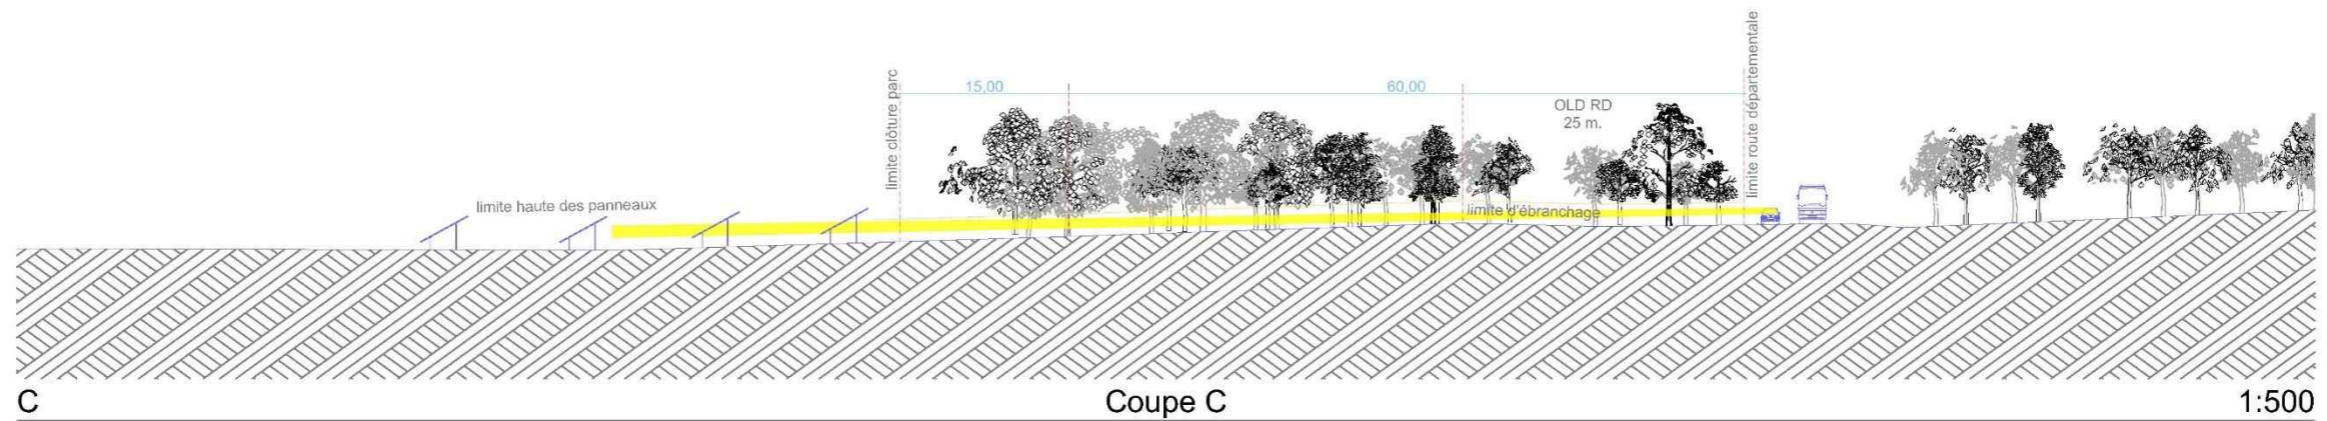 limite clôture parc
15,00
60,00
limite route départementale
OLD RD
25 m.
limite haute des panneaux
limite d'ébranchage
C
Coupe C
1:500